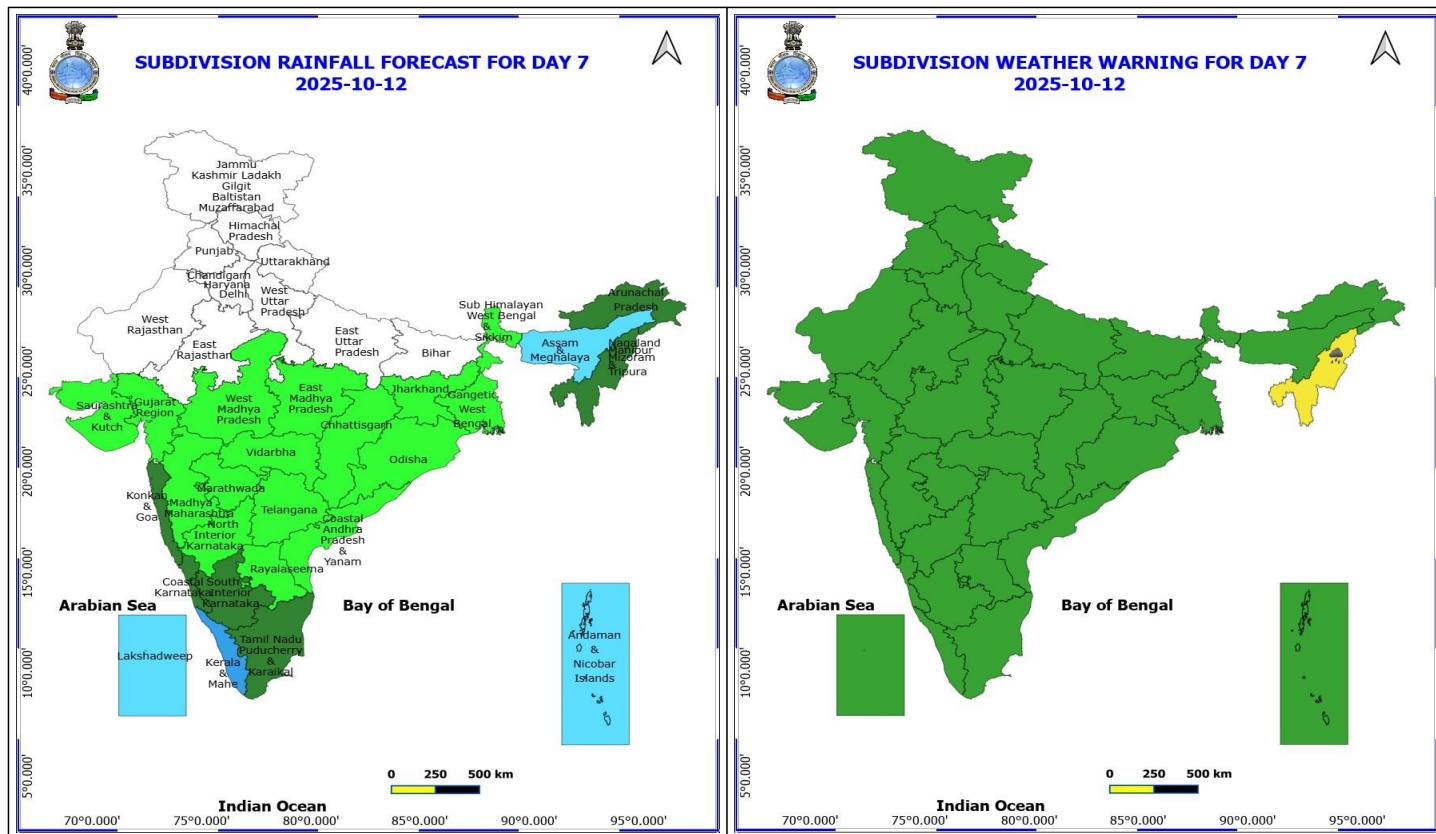 SUBDIVISION RAINFALL FORECAST FOR DAY 7
2025-10-12
40°0.000'
35°0.000'
30°0.000'
25°0.000'
20°0.000'
15°0.000'
10°0.000'
5°0.000'
Jammu
Kashmir Ladakh
Gilgit
Baltistan
Muzaffarabad
Himachal
Pradesh
Punjab
Uttarakhand
Chandigarh
Haryana
Delhi
West
Uttar
Pradesh
West
Rajasthan
East
Rajasthan
East
Uttar
Pradesh
Bihar
Sub Himalayan
West Bengal
&
Sikkim
Arunachal
Pradesh
Assam
&
Meghalaya
Nagaland
Manipur
Mizoram
&
Tripura
Saurashtra
&
Kutch
Gujarat
Region
West
Madhya
Pradesh
East
Madhya
Pradesh
Jharkhand
Gangetic
West
Bengal
Chhattisgarh
Vidarbha
Odisha
Konkan
&
Goa
Madhya
Maharashtra
Marathwada
Telangana
North
Interior
Karnataka
Coastal
Andhra
Pradesh
&
Yanam
Rayalaseema
Coastal
Karnataka
South
Interior
Karnataka
Tamil Nadu
Puducherry
&
Karaikal
Kerala
&
Mahe
Arabian Sea
Lakshadweep
Bay of Bengal
Andaman
&
Nicobar
Islands
0 250 500 km
Indian Ocean
70°0.000' 75°0.000' 80°0.000' 85°0.000' 90°0.000' 95°0.000'
SUBDIVISION WEATHER WARNING FOR DAY 7
2025-10-12
40°0.000'
35°0.000'
30°0.000'
25°0.000'
20°0.000'
15°0.000'
10°0.000'
5°0.000'
Arabian Sea
Bay of Bengal
0 250 500 km
Indian Ocean
70°0.000' 75°0.000' 80°0.000' 85°0.000' 90°0.000' 95°0.000'